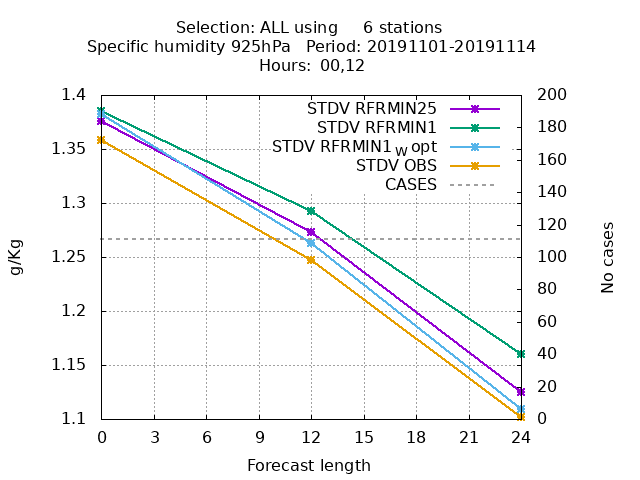 Selection: ALL using 6 stations
Specific humidity 925hPa Period: 20191101-20191114
Hours: 00,12
1.4
1.35
1.3
1.25
1.2
1.15
1.1
g/Kg
STDV RFRMIN25
STDV RFRMIN1
STDV RFRMIN1w opt
STDV OBS
CASES
200
180
160
140
120
100
80
60
40
20
0
No cases
0 3 6 9 12 15 18 21 24
Forecast length